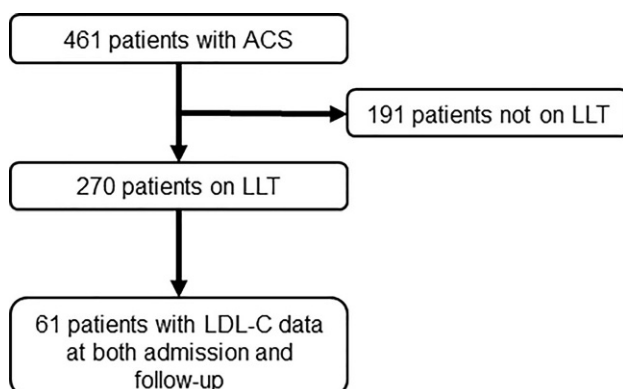 461 patients with ACS
191 patients not on LLT
270 patients on LLT
61 patients with LDL-C data
at both admission and
follow-up